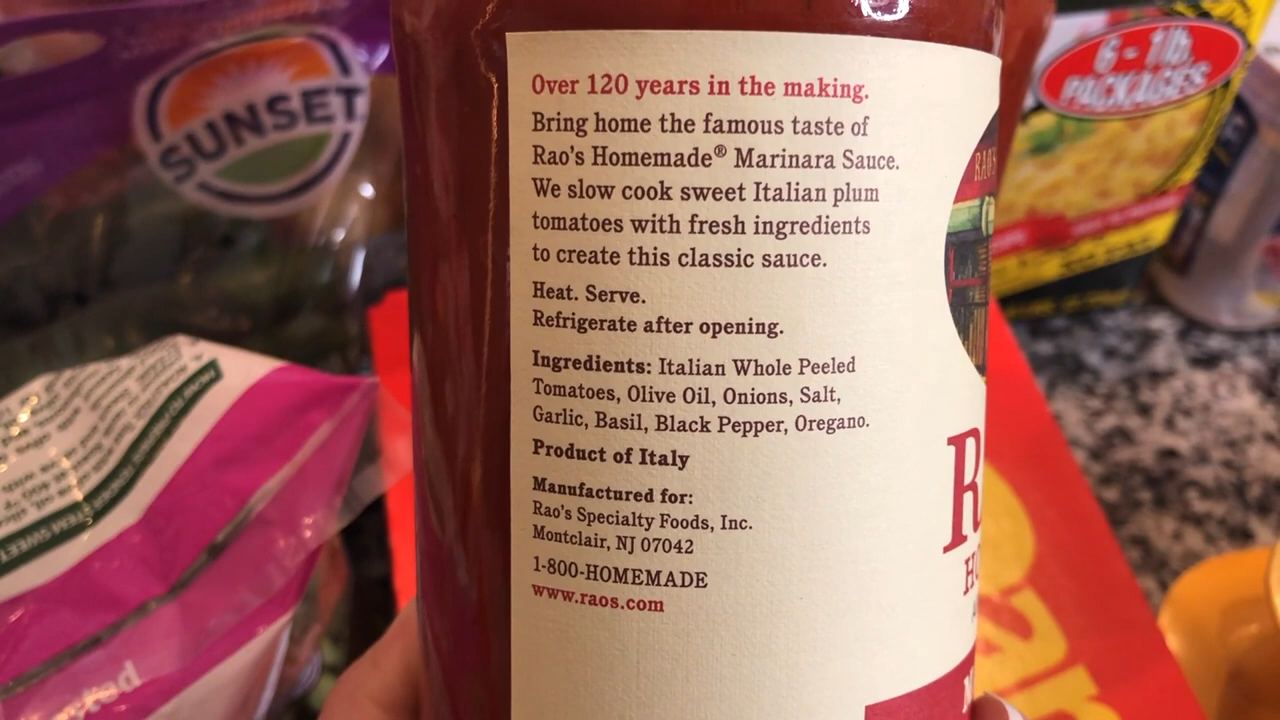 SUNSET
6 - 1lb.
PACKAGES
Over 120 years in the making.
Bring home the famous taste of
Rao's Homemade® Marinara Sauce.
We slow cook sweet Italian plum
tomatoes with fresh ingredients
to create this classic sauce.
Heat. Serve.
Refrigerate after opening.
Ingredients: Italian Whole Peeled
Tomatoes, Olive Oil, Onions, Salt,
Garlic, Basil, Black Pepper, Oregano.
Product of Italy
Manufactured for:
Rao's Specialty Foods, Inc.
Montclair, NJ 07042
1-800-HOMEMADE
www.raos.com
RAO'S